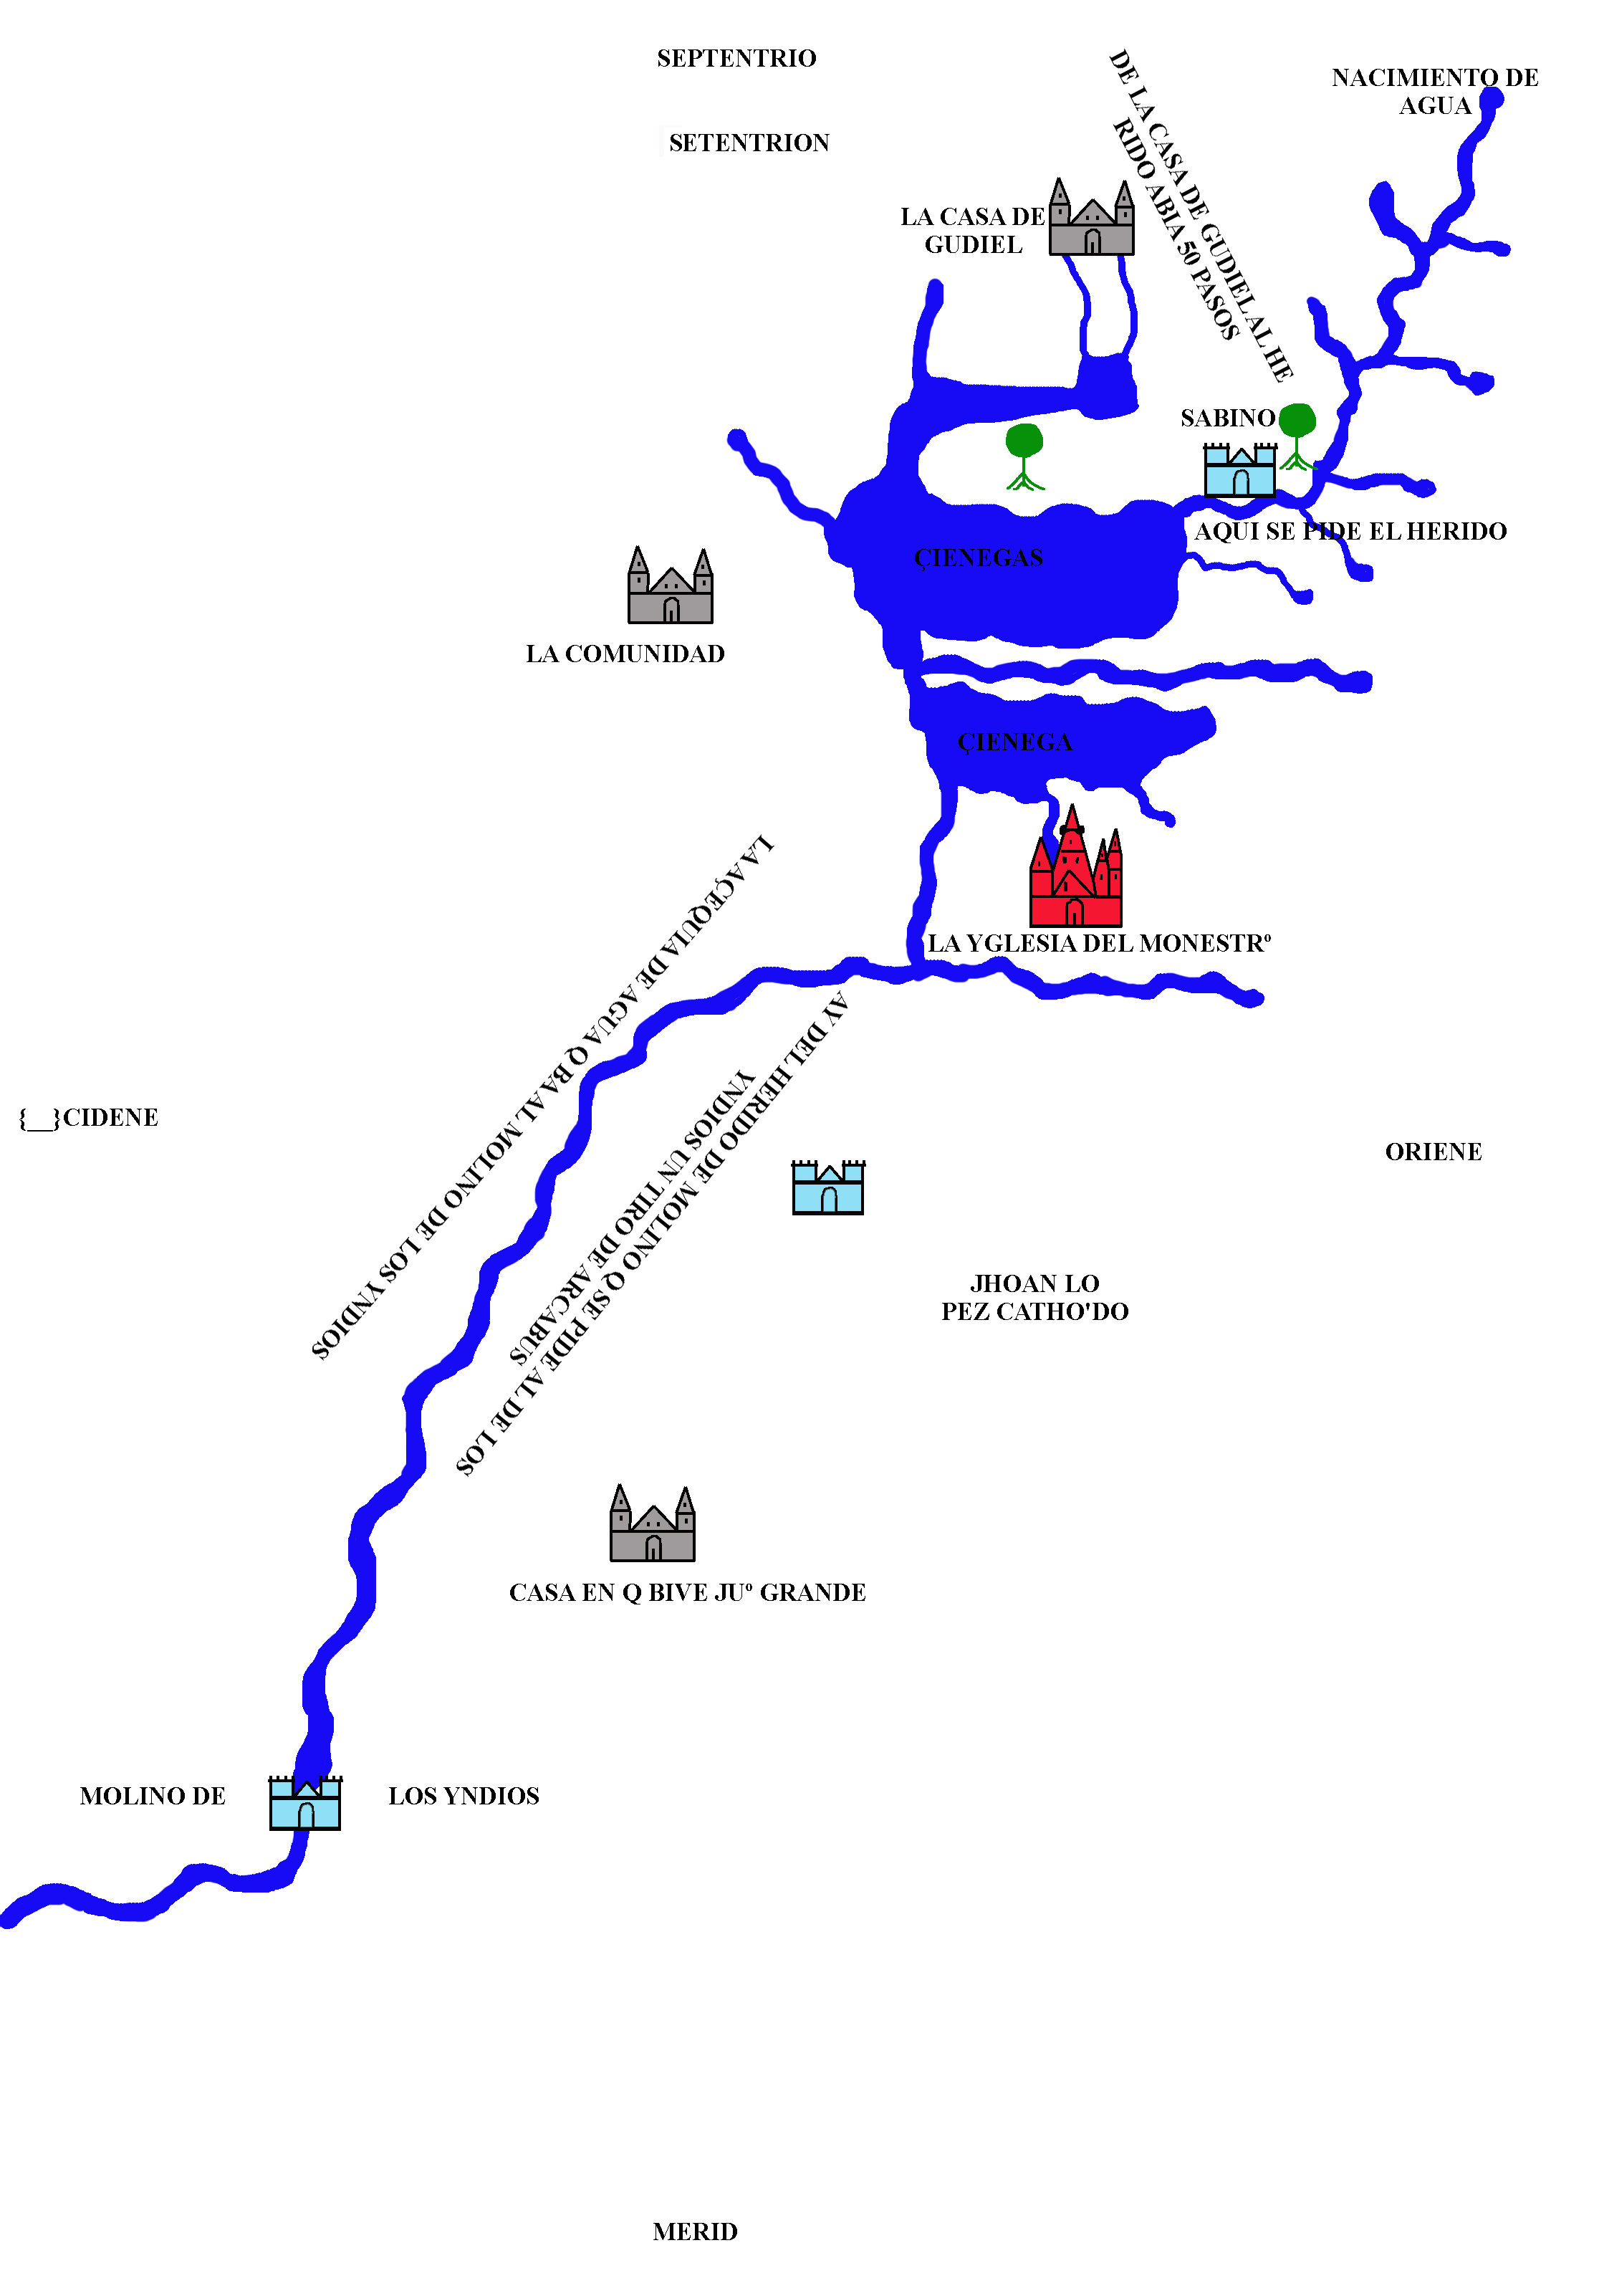 SEPTENTRIO
SETENTRION
NACIMIENTO DE
AGUA
DE LA CASA DE GUDIEL AL HE
RIDO ABIA 50 PASOS
LA CASA DE
GUDIEL
SABINO
AQUI SE PIDE EL HERIDO
ÇIENEGAS
LA COMUNIDAD
ÇIENEGA
LA YGLESIA DEL MONESTRº
LA AÇEQUIA DE AGUA Q BA AL MOLINO DE LOS YNDIOS
AY DEL HERIDO DE MOLINO Q SE PIDE AL DE LOS
YNDIOS UN TIRO DE ARCABUS
{__}CIDENE
ORIENE
JHOAN LO
PEZ CATHO'DO
CASA EN Q BIVE JUº GRANDE
MOLINO DE LOS YNDIOS
MERID